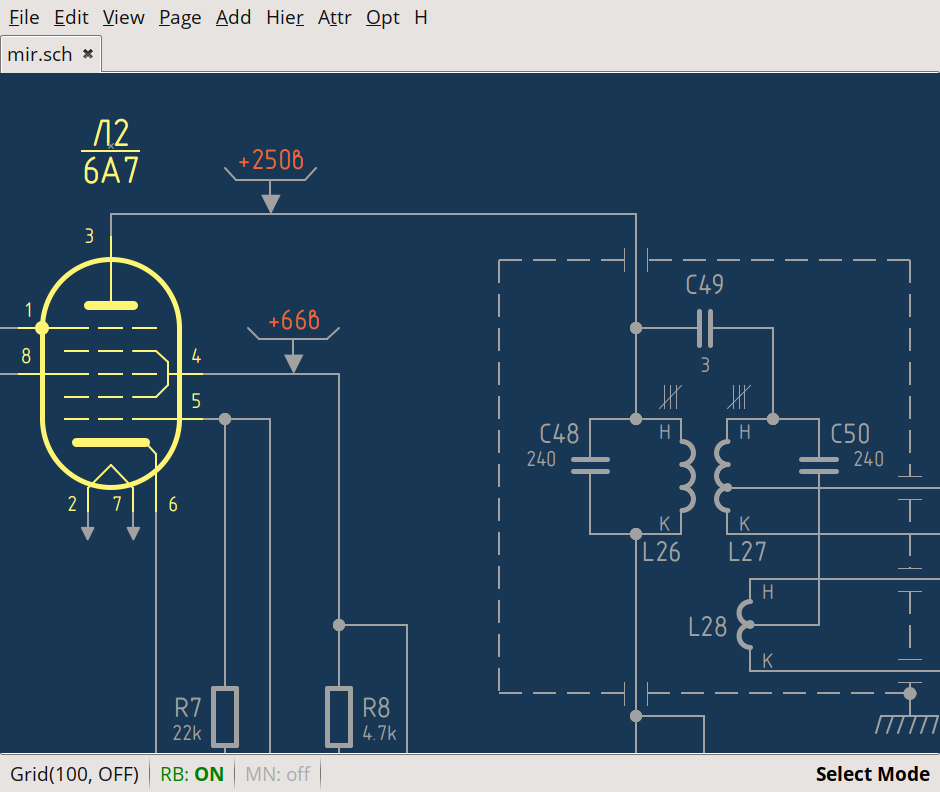 File Edit View Page Add Hier Attr Opt H
mir.sch ✖
Л2
6А7
+250в
3
C49
1
+66в
8
4
3
5
C48
H
H
C50
240
240
2
7
6
K
K
L26
L27
H
L28
K
R7
R8
22k
4.7k
Grid(100, OFF) RB: ON MN: off Select Mode